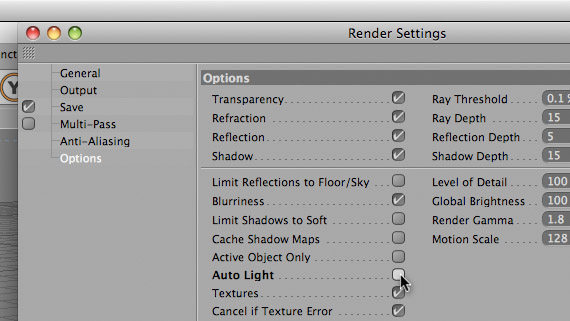 Render Settings
nct
General
Output
Save
Multi-Pass
Anti-Aliasing
Options
Options
Transparency
Refraction
Reflection
Shadow
Ray Threshold 0.1
Ray Depth 15
Reflection Depth 5
Shadow Depth 15
Limit Reflections to Floor/Sky
Blurriness
Limit Shadows to Soft
Cache Shadow Maps
Active Object Only
Auto Light
Textures
Cancel if Texture Error
Level of Detail 100
Global Brightness 100
Render Gamma 1.8
Motion Scale 128